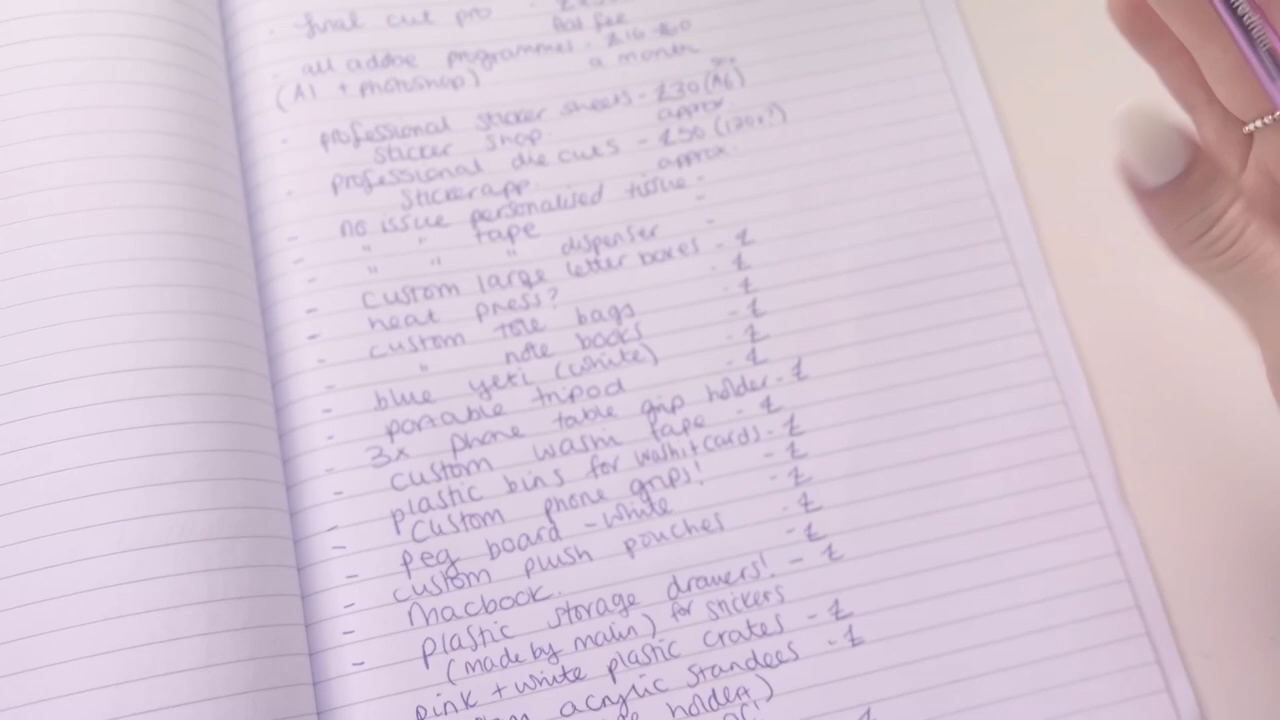 · final cut pro -
flat fee
· all adobe programmes - £16-£60
(AI + photoshop) a month
· professional sticker sheets - £30 (A6)
sticker shop approx
· professional die cuts - £50 (120x!)
stickerapp approx.
- no issue personalised tissue -
- " " tape -
- " " " dispenser -
- custom large letter boxes - £
- heat press? - £
- custom tote bags - £
- " note books - £
- blue yeti (white) - £
- portable tripod - £
- 3x phone table grip holder - £
- custom washi tape - £
- plastic bins for washi cards - £
- custom phone grips! - £
- peg board - white - £
- custom plush pouches - £
- Macbook. - £
- plastic storage drawers! - £
(made by malin) for stickers
pink + white plastic crates - £
acrylic standees - £
holder)